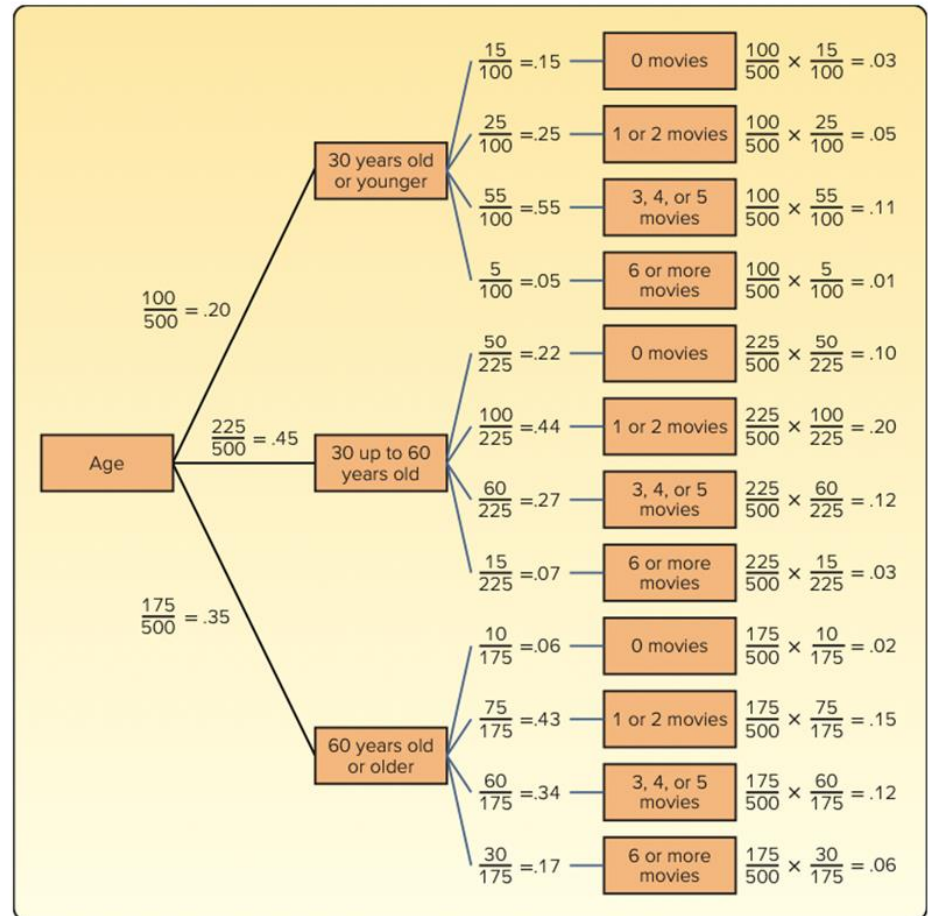 15/100 =.15 0 movies 100/500 × 15/100 = .03
25/100 =.25 1 or 2 movies 100/500 × 25/100 = .05
30 years old
or younger
55/100 =.55 3, 4, or 5
movies 100/500 × 55/100 = .11
5/100 =.05 6 or more
movies 100/500 × 5/100 = .01
100/500 = .20
50/225 =.22 0 movies 225/500 × 50/225 = .10
100/225 =.44 1 or 2 movies 225/500 × 100/225 = .20
225/500 = .45
Age
30 up to 60
years old
60/225 =.27 3, 4, or 5
movies 225/500 × 60/225 = .12
15/225 =.07 6 or more
movies 225/500 × 15/225 = .03
175/500 = .35
10/175 =.06 0 movies 175/500 × 10/175 = .02
75/175 =.43 1 or 2 movies 175/500 × 75/175 = .15
60 years old
or older
60/175 =.34 3, 4, or 5
movies 175/500 × 60/175 = .12
30/175 =.17 6 or more
movies 175/500 × 30/175 = .06